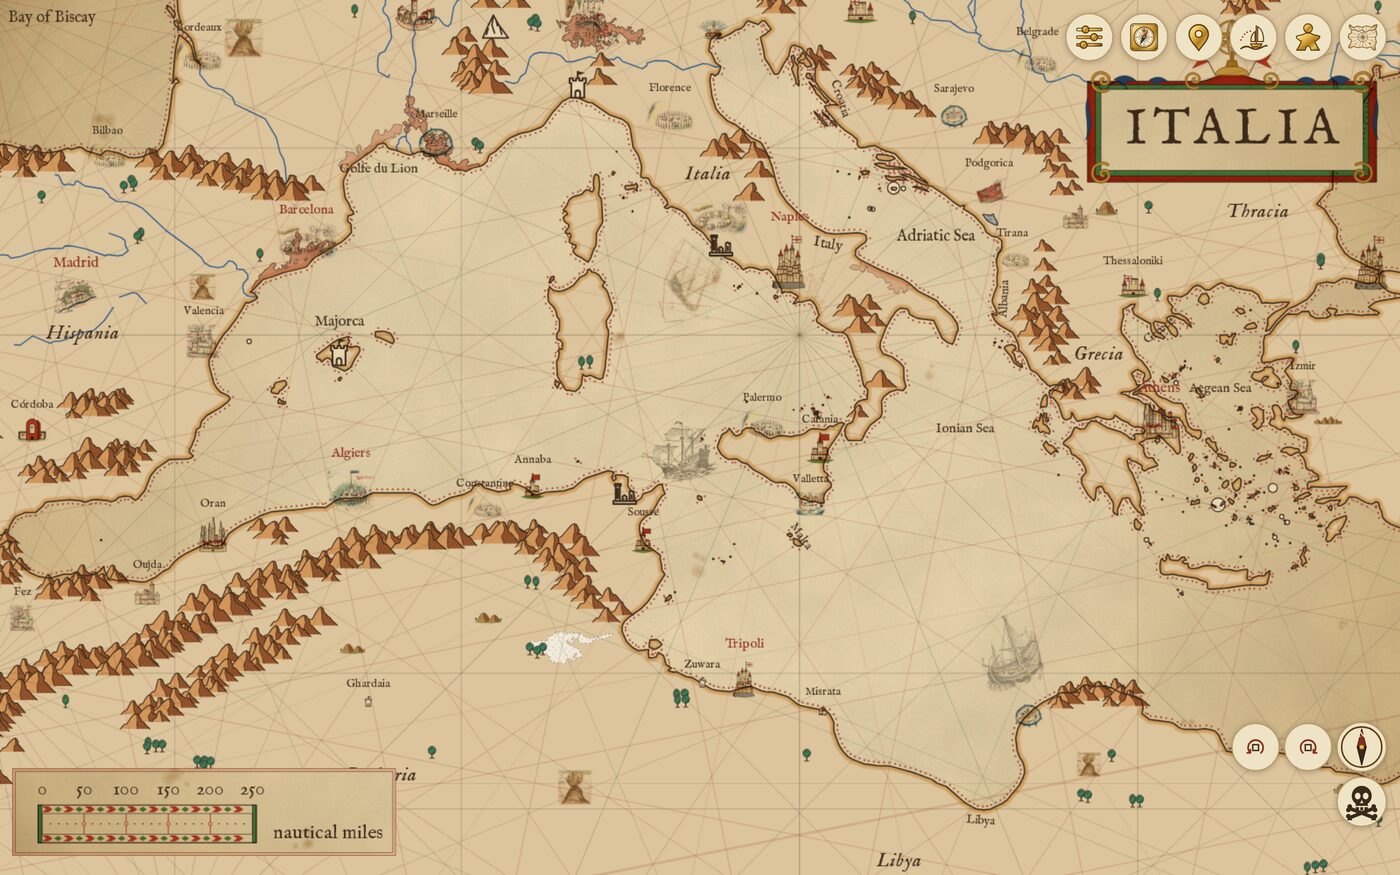 Bay of Biscay
Bordeaux
Belgrade
ITALIA
Florence
Croatia
Sarajevo
Marseille
Bilbao
Golfe du Lion
Italia
Podgorica
Barcelona
Naples
Thracia
Adriatic Sea
Tirana
Italy
Madrid
Thessaloniki
Valencia
Albania
Majorca
Hispania
Grecia
Izmir
Athens
Aegean Sea
Palermo
Córdoba
Catania
Ionian Sea
Algiers
Annaba
Constantine
Valletta
Oran
Sousse
Malta
Oujda
Fez
Tripoli
Zuwara
Ghardaia
Misrata
0 50 100 150 200 250
nautical miles
Libya
Libya